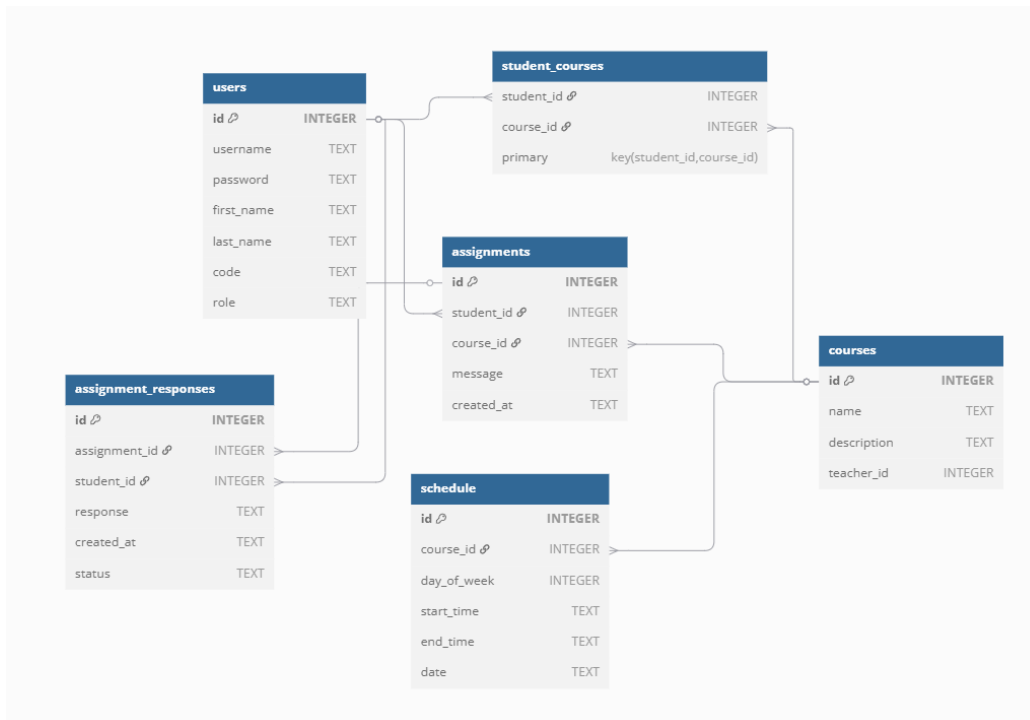 users
id INTEGER
username TEXT
password TEXT
first_name TEXT
last_name TEXT
code TEXT
role TEXT
student_courses
student_id INTEGER
course_id INTEGER
primary key(student_id,course_id)
assignments
id INTEGER
student_id INTEGER
course_id INTEGER
message TEXT
created_at TEXT
courses
id INTEGER
name TEXT
description TEXT
teacher_id INTEGER
assignment_responses
id INTEGER
assignment_id INTEGER
student_id INTEGER
response TEXT
created_at TEXT
status TEXT
schedule
id INTEGER
course_id INTEGER
day_of_week INTEGER
start_time TEXT
end_time TEXT
date TEXT